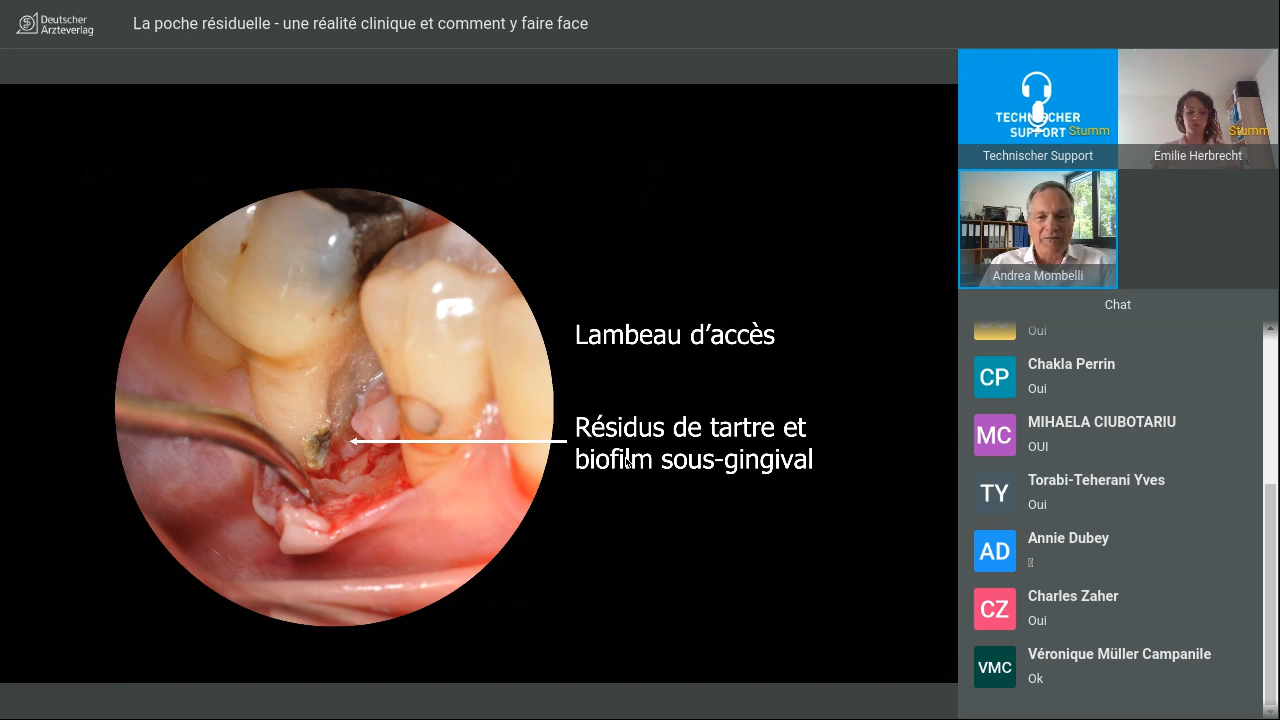 Deutscher
Ärzteverlag
La poche résiduelle - une réalité clinique et comment y faire face
Lambeau d'accès
Résidus de tartre et
biofilm sous-gingival
TECHNISCHER
SUPPORT
Stumm
Technischer Support
Stumm
Emilie Herbrecht
Andrea Mombelli
Chat
Oui
CP
Chakla Perrin
Oui
MC
MIHAELA CIUBOTARIU
OUI
TY
Torabi-Teherani Yves
Oui
AD
Annie Dubey
CZ
Charles Zaher
Oui
VMC
Véronique Müller Campanile
Ok